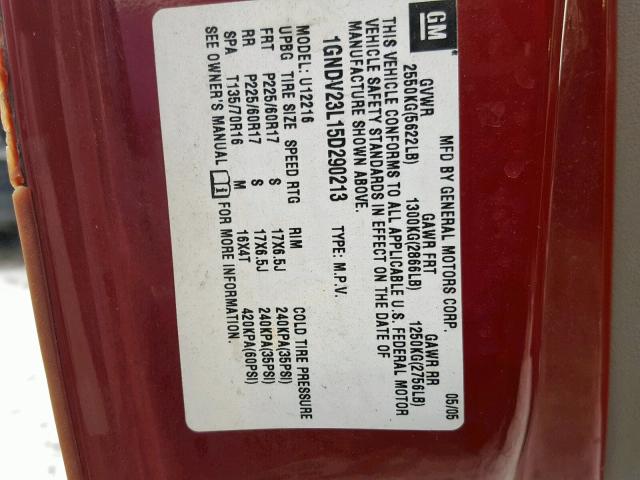 GM
MFD BY GENERAL MOTORS CORP. 05/05
GVWR GAWR FRT GAWR RR
2550KG(5622LB) 1300KG(2866LB) 1250KG(2756LB)
THIS VEHICLE CONFORMS TO ALL APPLICABLE U.S. FEDERAL MOTOR
VEHICLE SAFETY STANDARDS IN EFFECT ON THE DATE OF
MANUFACTURE SHOWN ABOVE.
1GNDV23L15D290213 TYPE: M.P.V.
MODEL: U12216
UPBG TIRE SIZE SPEED RTG RIM COLD TIRE PRESSURE
FRT P225/60R17 S 17X6.5J 240KPA(35PSI)
RR P225/60R17 S 17X6.5J 240KPA(35PSI)
SPA T135/70R16 M 16X4T 420KPA(60PSI)
SEE OWNER'S MANUAL FOR MORE INFORMATION.